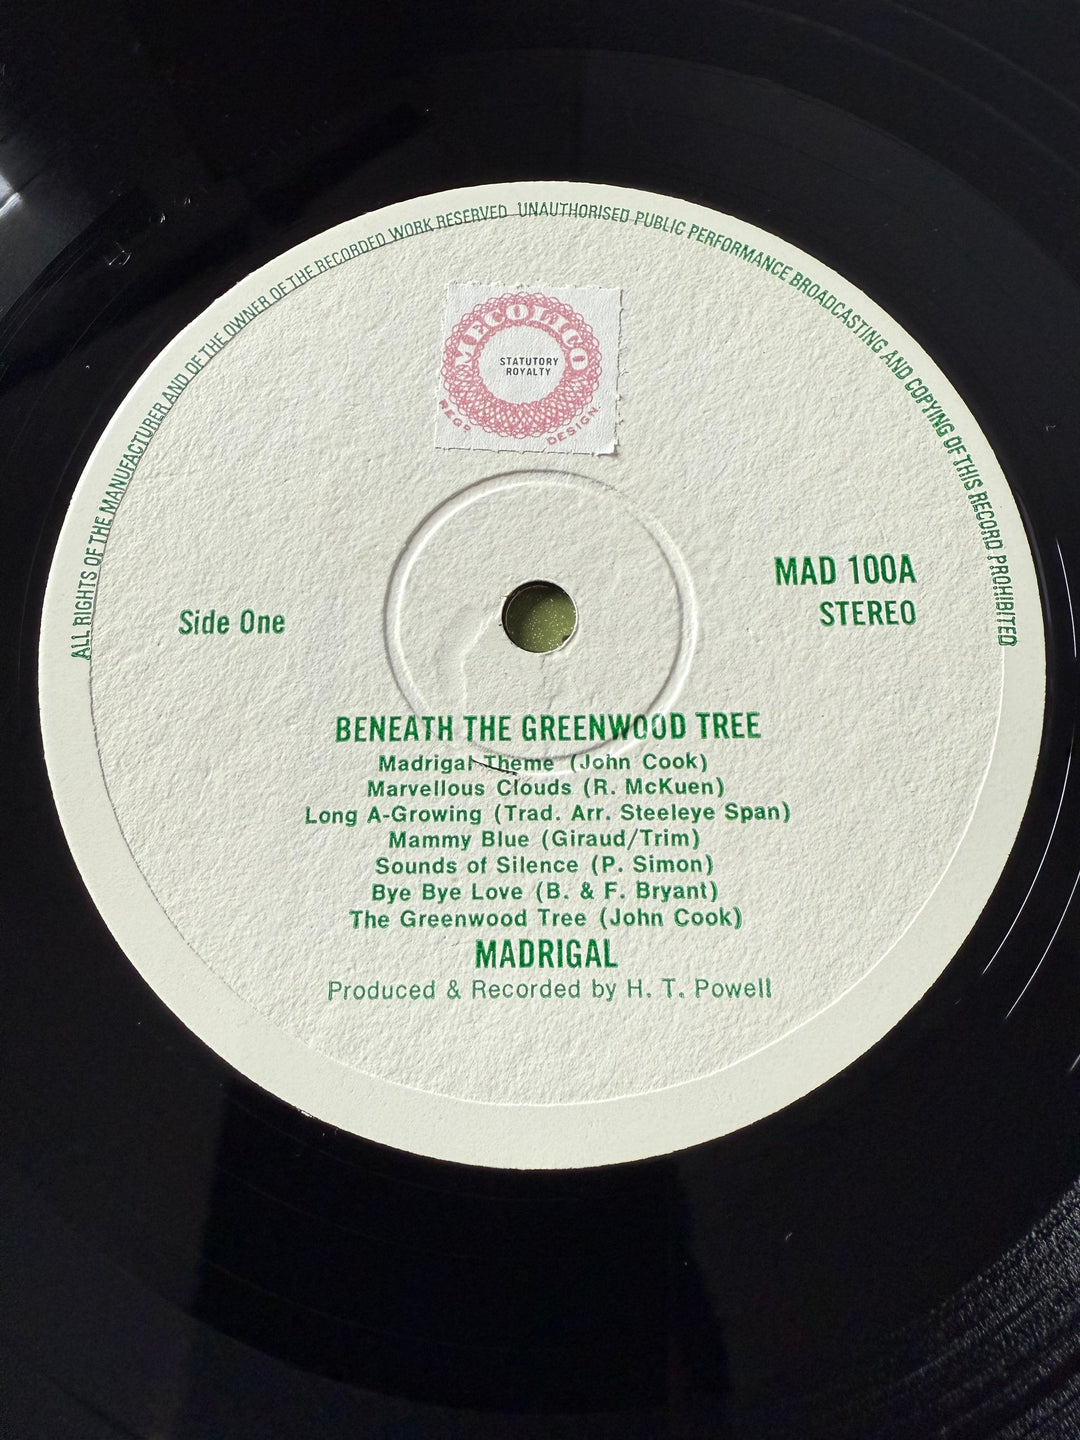 ALL RIGHTS OF THE MANUFACTURER AND OF THE OWNER OF THE RECORDED WORK RESERVED UNAUTHORISED PUBLIC PERFORMANCE BROADCASTING AND COPYING OF THIS RECORD PROHIBITED
MECOLICO
STATUTORY
ROYALTY
REGD DESIGN.
MAD 100A
Side One
STEREO
BENEATH THE GREENWOOD TREE
Madrigal Theme (John Cook)
Marvellous Clouds (R. McKuen)
Long A-Growing (Trad. Arr. Steeleye Span)
Mammy Blue (Giraud/Trim)
Sounds of Silence (P. Simon)
Bye Bye Love (B. & F. Bryant)
The Greenwood Tree (John Cook)
MADRIGAL
Produced & Recorded by H. T. Powell